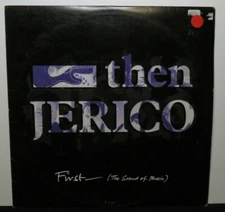 then
JERICO
First — (The Sound of Music)